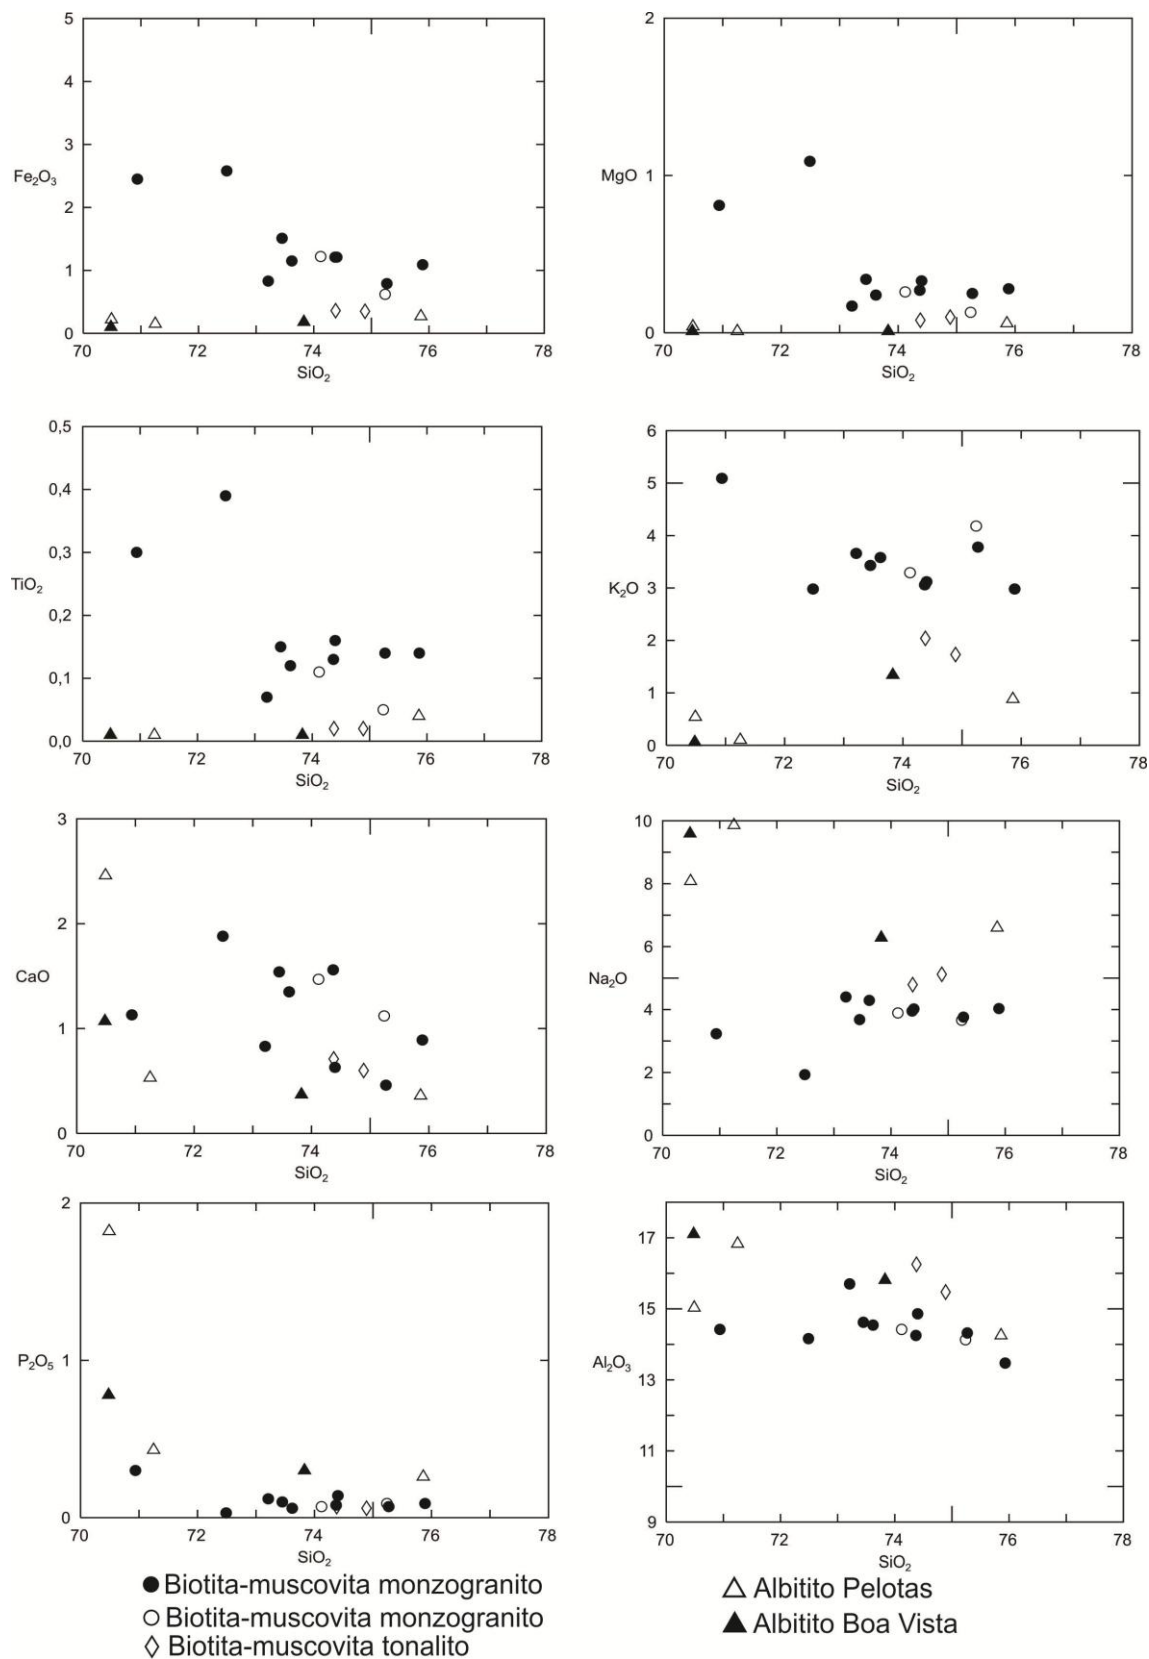 5
4
3
Fe₂O₃
2
1
0
70 72 74 76 78
SiO₂
2
MgO 1
0
70 72 74 76 78
SiO₂
0,5
0,4
0,3
TiO₂
0,2
0,1
0,0
70 72 74 76 78
SiO₂
6
5
4
K₂O 3
2
1
0
70 72 74 76 78
SiO₂
3
2
CaO
1
0
70 72 74 76 78
SiO₂
10
8
6
Na₂O
4
2
0
70 72 74 76 78
SiO₂
2
P₂O₅ 1
0
70 72 74 76 78
SiO₂
17
15
Al₂O₃
13
11
9
70 72 74 76 78
SiO₂
Biotita-muscovita monzogranito
Biotita-muscovita monzogranito
Biotita-muscovita tonalito
Albitito Pelotas
Albitito Boa Vista